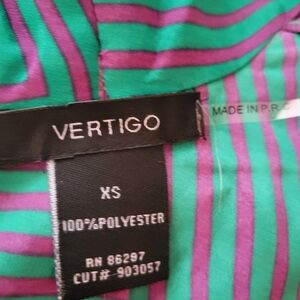 VERTIGO
MADE IN P.R.C
XS
100%POLYESTER
RN 86297
CUT#-903057